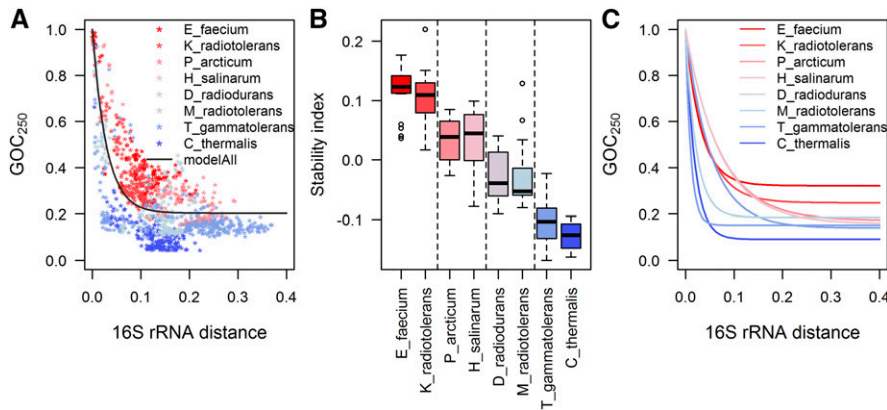 A
GOC250
1.0
0.8
0.6
0.4
0.2
0.0
E_faecium
K_radiotolerans
P_arcticum
H_salinarum
D_radiodurans
M_radiotolerans
T_gammatolerans
C_thermalis
modelAll
0.0 0.1 0.2 0.3 0.4
16S rRNA distance
B
Stability index
0.2
0.1
0.0
-0.1
E_faecium
K_radiotolerans
P_arcticum
H_salinarum
D_radiodurans
M_radiotolerans
T_gammatolerans
C_thermalis
C
GOC250
1.0
0.8
0.6
0.4
0.2
0.0
E_faecium
K_radiotolerans
P_arcticum
H_salinarum
D_radiodurans
M_radiotolerans
T_gammatolerans
C_thermalis
0.0 0.1 0.2 0.3 0.4
16S rRNA distance